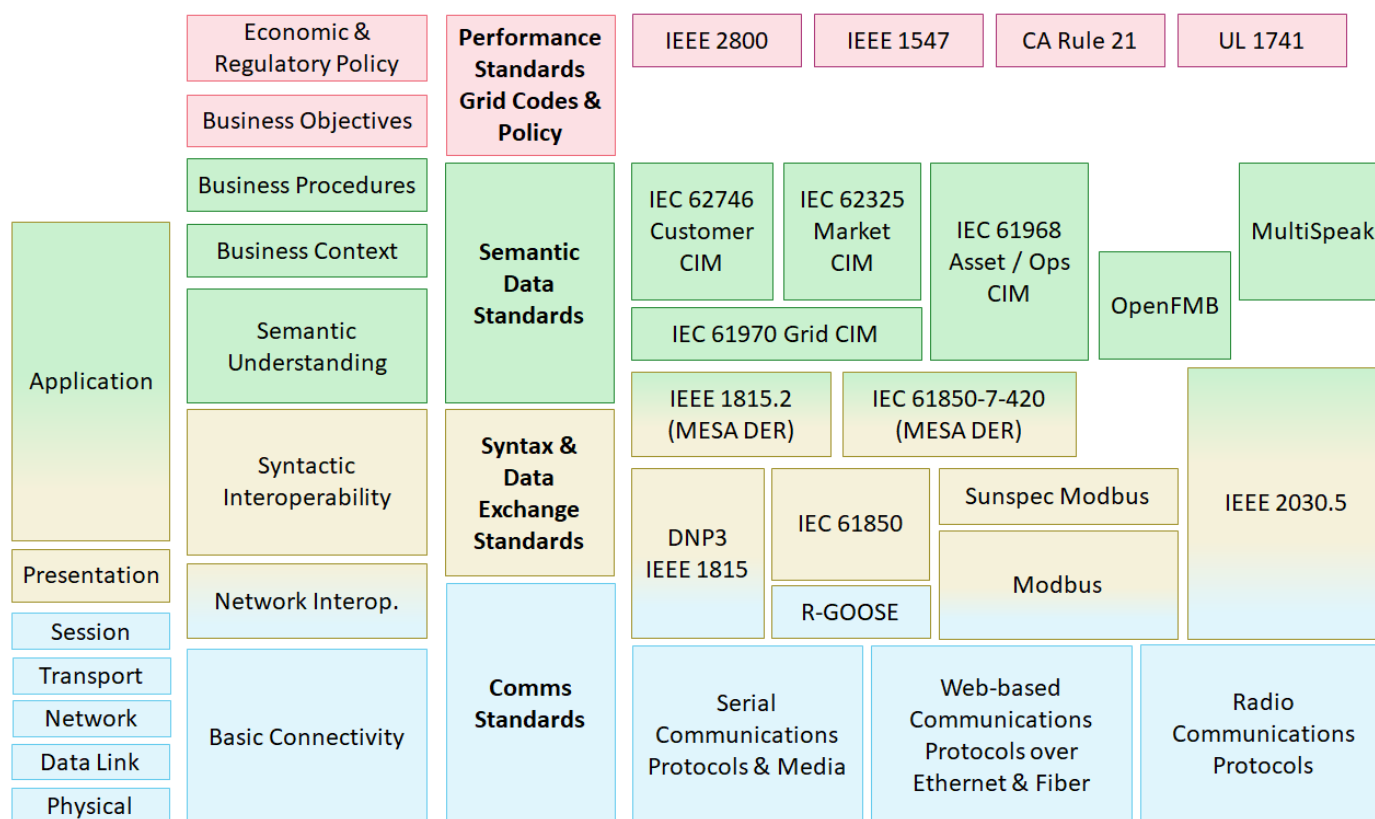 Economic &
Regulatory Policy
Business Objectives
Business Procedures
Business Context
Semantic
Understanding
Syntactic
Interoperability
Network Interop.
Basic Connectivity
Application
Presentation
Session
Transport
Network
Data Link
Physical
Performance
Standards
Grid Codes &
Policy
Semantic
Data
Standards
Syntax &
Data
Exchange
Standards
Comms
Standards
IEEE 2800
IEEE 1547
CA Rule 21
UL 1741
IEC 62746
Customer
CIM
IEC 62325
Market
CIM
IEC 61968
Asset / Ops
CIM
OpenFMB
MultiSpeak
IEC 61970 Grid CIM
IEEE 1815.2
(MESA DER)
IEC 61850-7-420
(MESA DER)
IEEE 2030.5
DNP3
IEEE 1815
IEC 61850
R-GOOSE
Sunspec Modbus
Modbus
Serial
Communications
Protocols & Media
Web-based
Communications
Protocols over
Ethernet & Fiber
Radio
Communications
Protocols